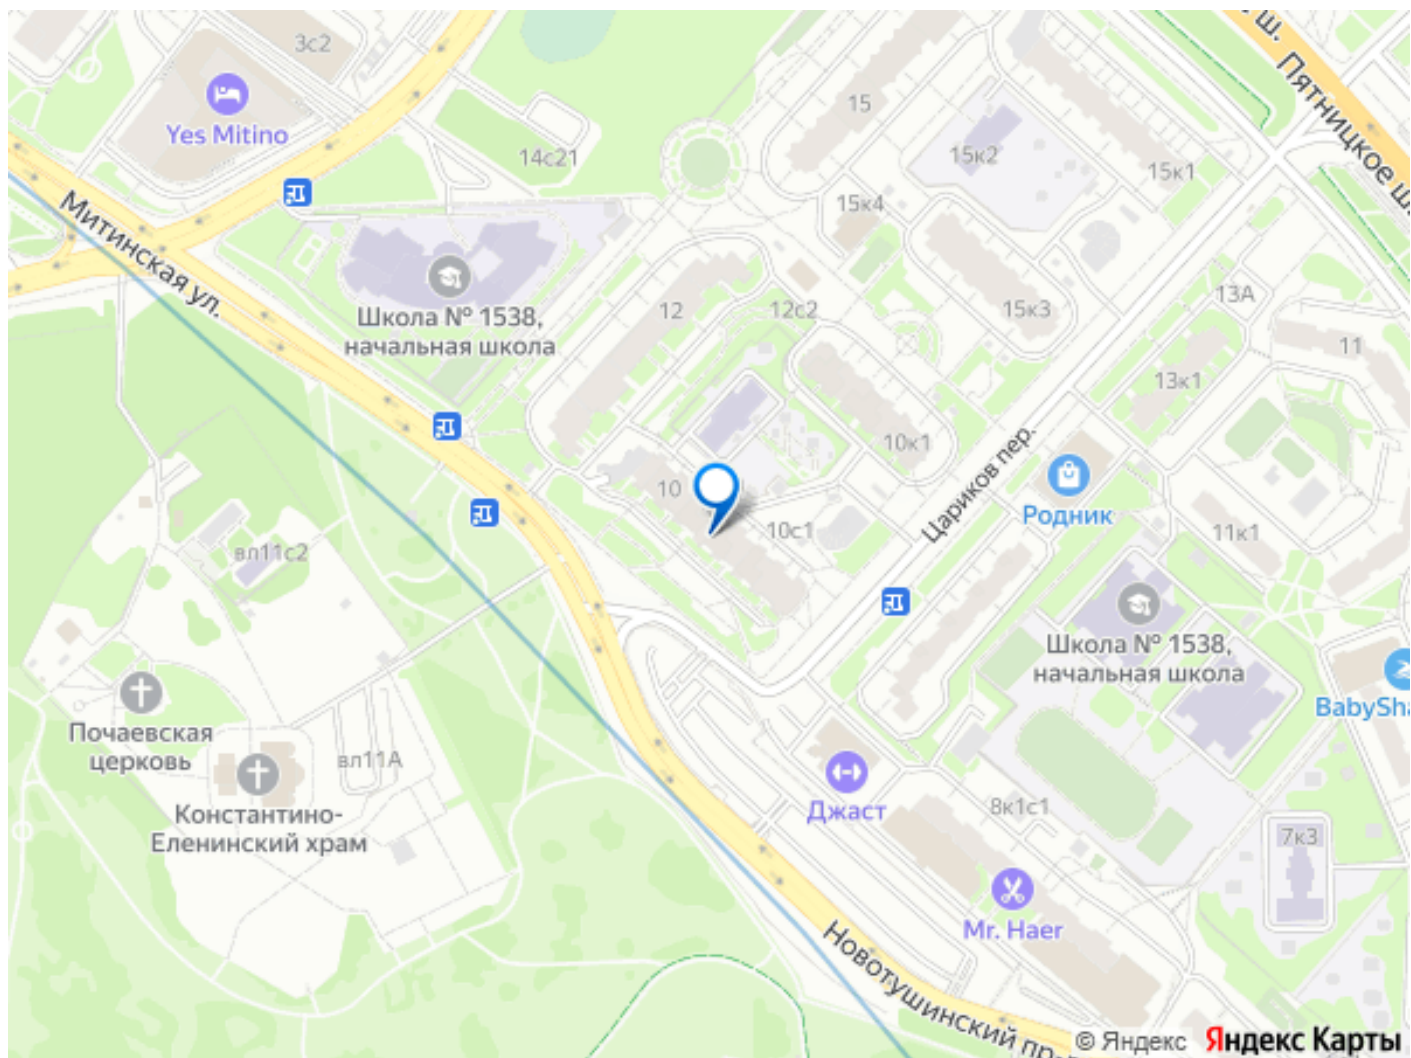 3с2
ш. Пятницкое ш.
Yes Mitino
14с21
15
15к2
15к1
15к4
Митинская ул.
Школа № 1538,
начальная школа
12
12с2
15к3
13А
11
13к1
10к1
Цариков пер.
10
10с1
Родник
11к1
вл11с2
Школа № 1538,
начальная школа
Почаевская
церковь
вл11А
BabySha
Константино-
Еленинский храм
Джаст
8к1с1
7к3
Mr. Haer
Новотушинский пр-
© Яндекс Яндекс Карты